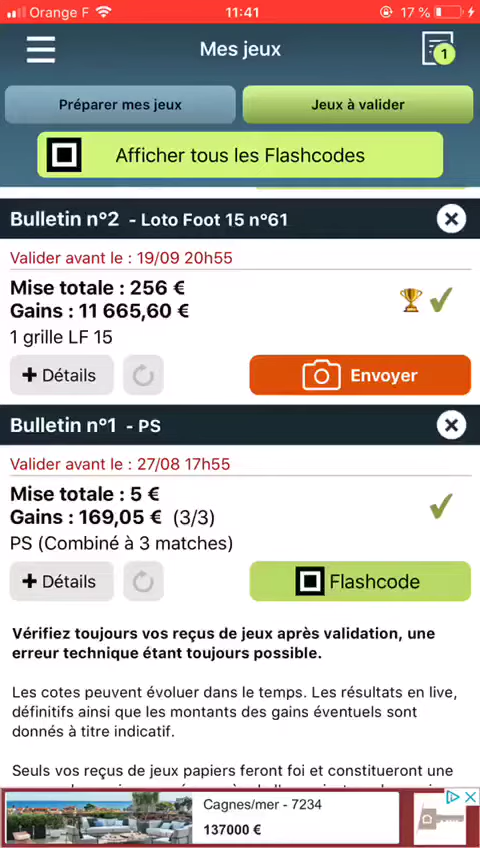 Orange F 11:41 17 %
Mes jeux
1
Préparer mes jeux
Jeux à valider
Afficher tous les Flashcodes
Bulletin n°2 - Loto Foot 15 n°61
Valider avant le : 19/09 20h55
Mise totale : 256 €
Gains : 11 665,60 €
1 grille LF 15
+ Détails
Envoyer
Bulletin n°1 - PS
Valider avant le : 27/08 17h55
Mise totale : 5 €
Gains : 169,05 € (3/3)
PS (Combiné à 3 matches)
+ Détails
Flashcode
Vérifiez toujours vos reçus de jeux après validation, une
erreur technique étant toujours possible.
Les cotes peuvent évoluer dans le temps. Les résultats en live,
définitifs ainsi que les montants des gains éventuels sont
donnés à titre indicatif.
Seuls vos reçus de jeux papiers feront foi et constitueront une
Cagnes/mer - 7234
137000 €